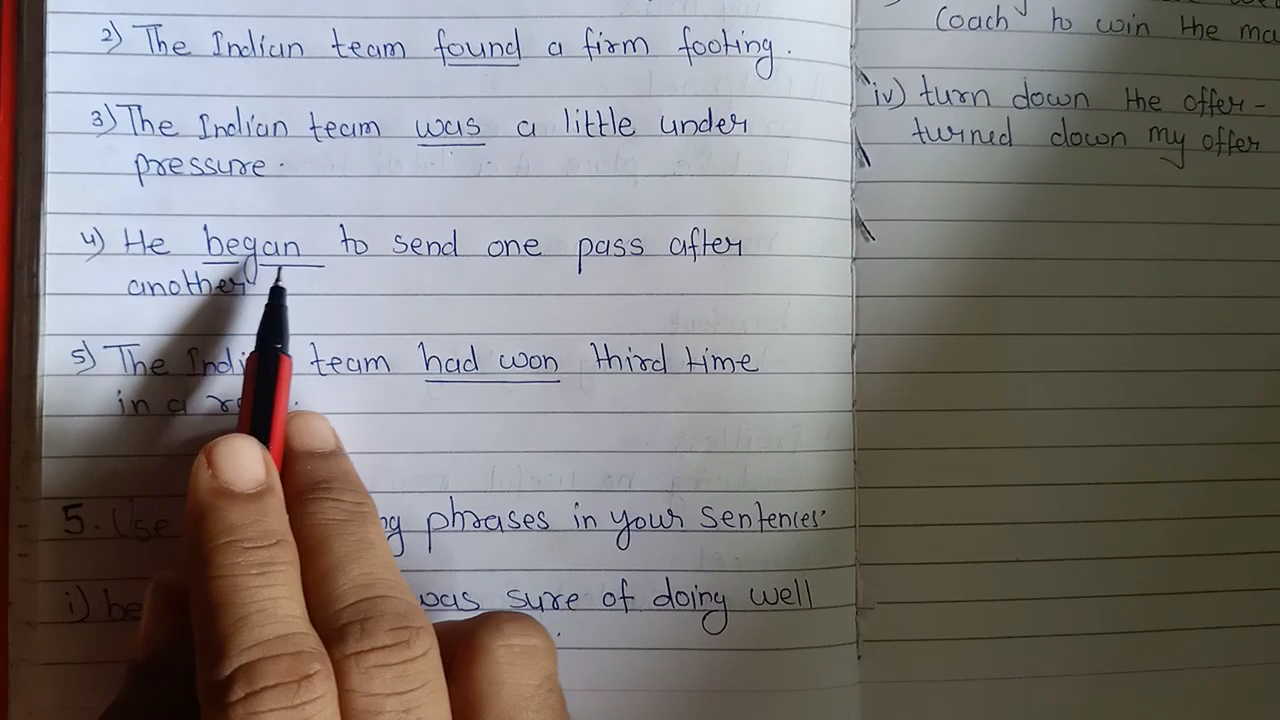 2) The Indian team found a firm footing.
3) The Indian team was a little under
pressure.
4) He began to send one pass after
another
5) The team had won third time
in a
5. Use phrases in your sentences
i) be was sure of doing well
coach to win the
iv) turn down the offer -
turned down my offer